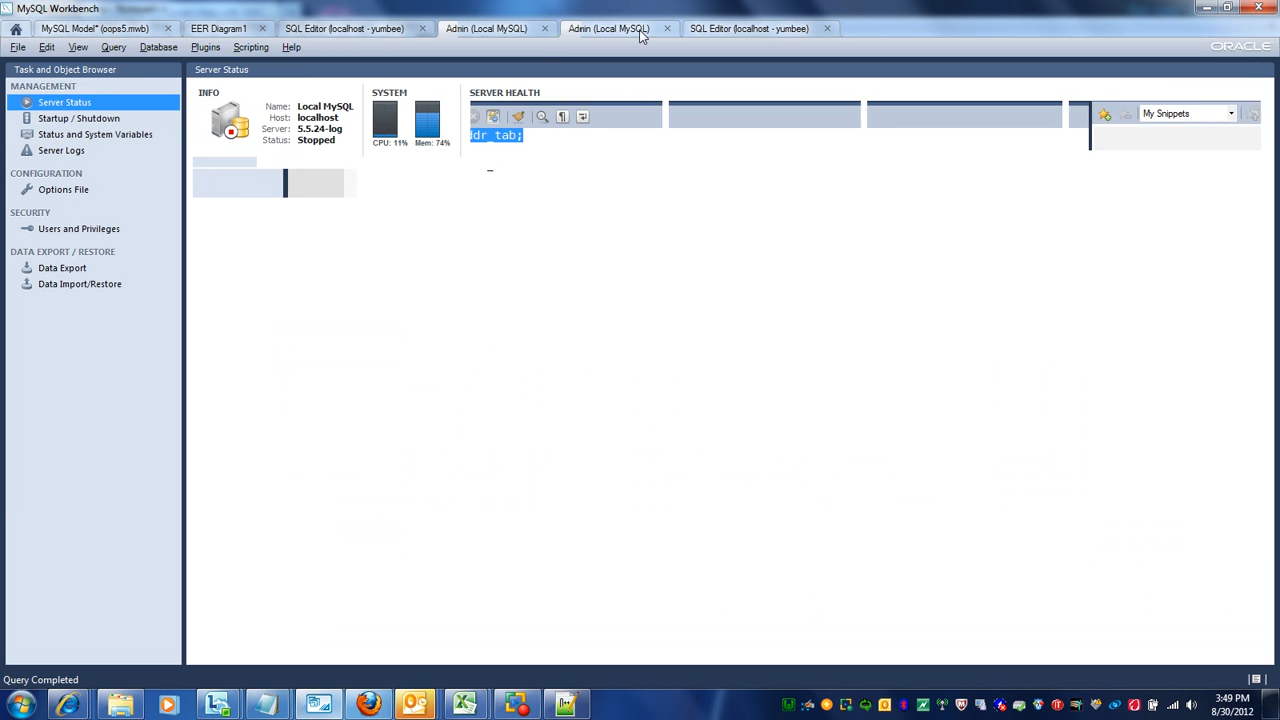 MySQL Workbench
MySQL Model* (oops5.mwb)
EER Diagram1
SQL Editor (localhost - yumbee)
Admin (Local MySQL)
Admin (Local MySQL)
SQL Editor (localhost - yumbee)
File Edit View Query Database Plugins Scripting Help
ORACLE
Task and Object Browser
MANAGEMENT
Server Status
Startup / Shutdown
Status and System Variables
Server Logs
CONFIGURATION
Options File
SECURITY
Users and Privileges
DATA EXPORT / RESTORE
Data Export
Data Import/Restore
Server Status
INFO
Name: Local MySQL
Host: localhost
Server: 5.5.24-log
Status: Stopped
SYSTEM
CPU: 11% Mem: 74%
SERVER HEALTH
ddr_tab;
My Snippets
Query Completed
3:49 PM
8/30/2012